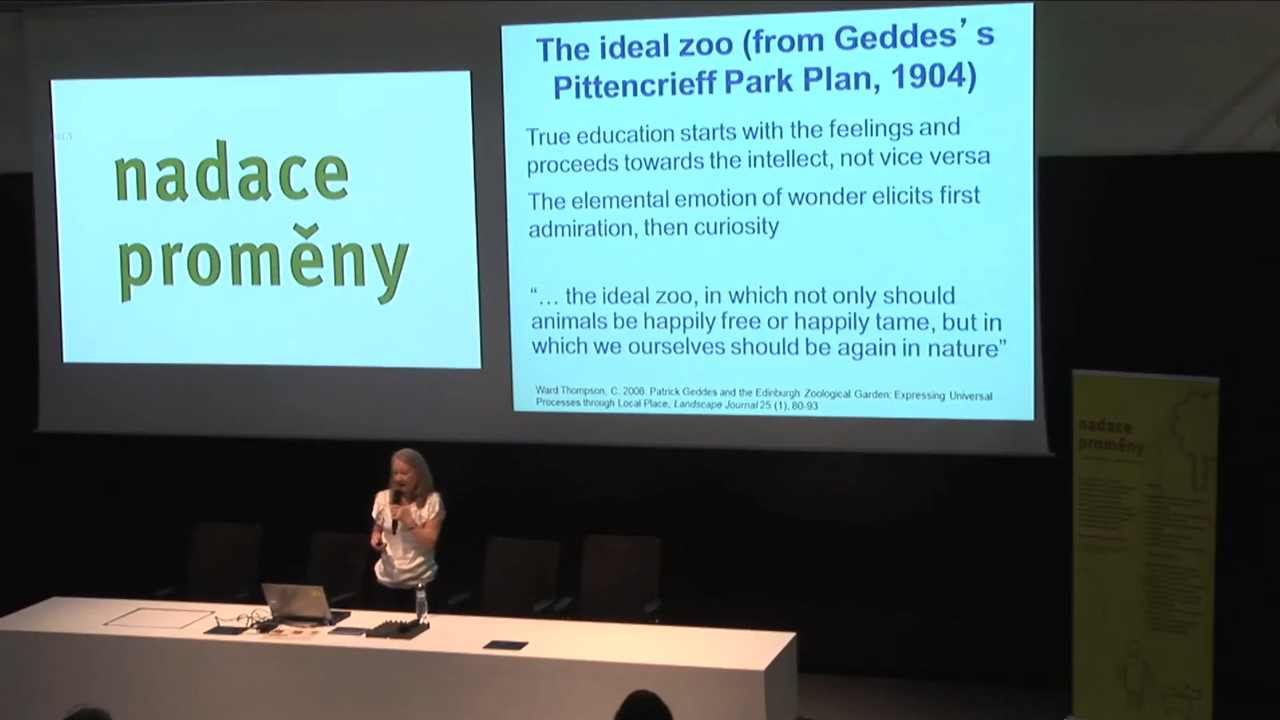 nadace
proměny
The ideal zoo (from Geddes’s
Pittencrieff Park Plan, 1904)
True education starts with the feelings and
proceeds towards the intellect, not vice versa
The elemental emotion of wonder elicits first
admiration, then curiosity
“… the ideal zoo, in which not only should
animals be happily free or happily tame, but in
which we ourselves should be again in nature”
Ward Thompson, C. 2006. Patrick Geddes and the Edinburgh Zoological Garden: Expressing Universal
Processes through Local Place, Landscape Journal 25 (1), 80-93
nadace
proměny